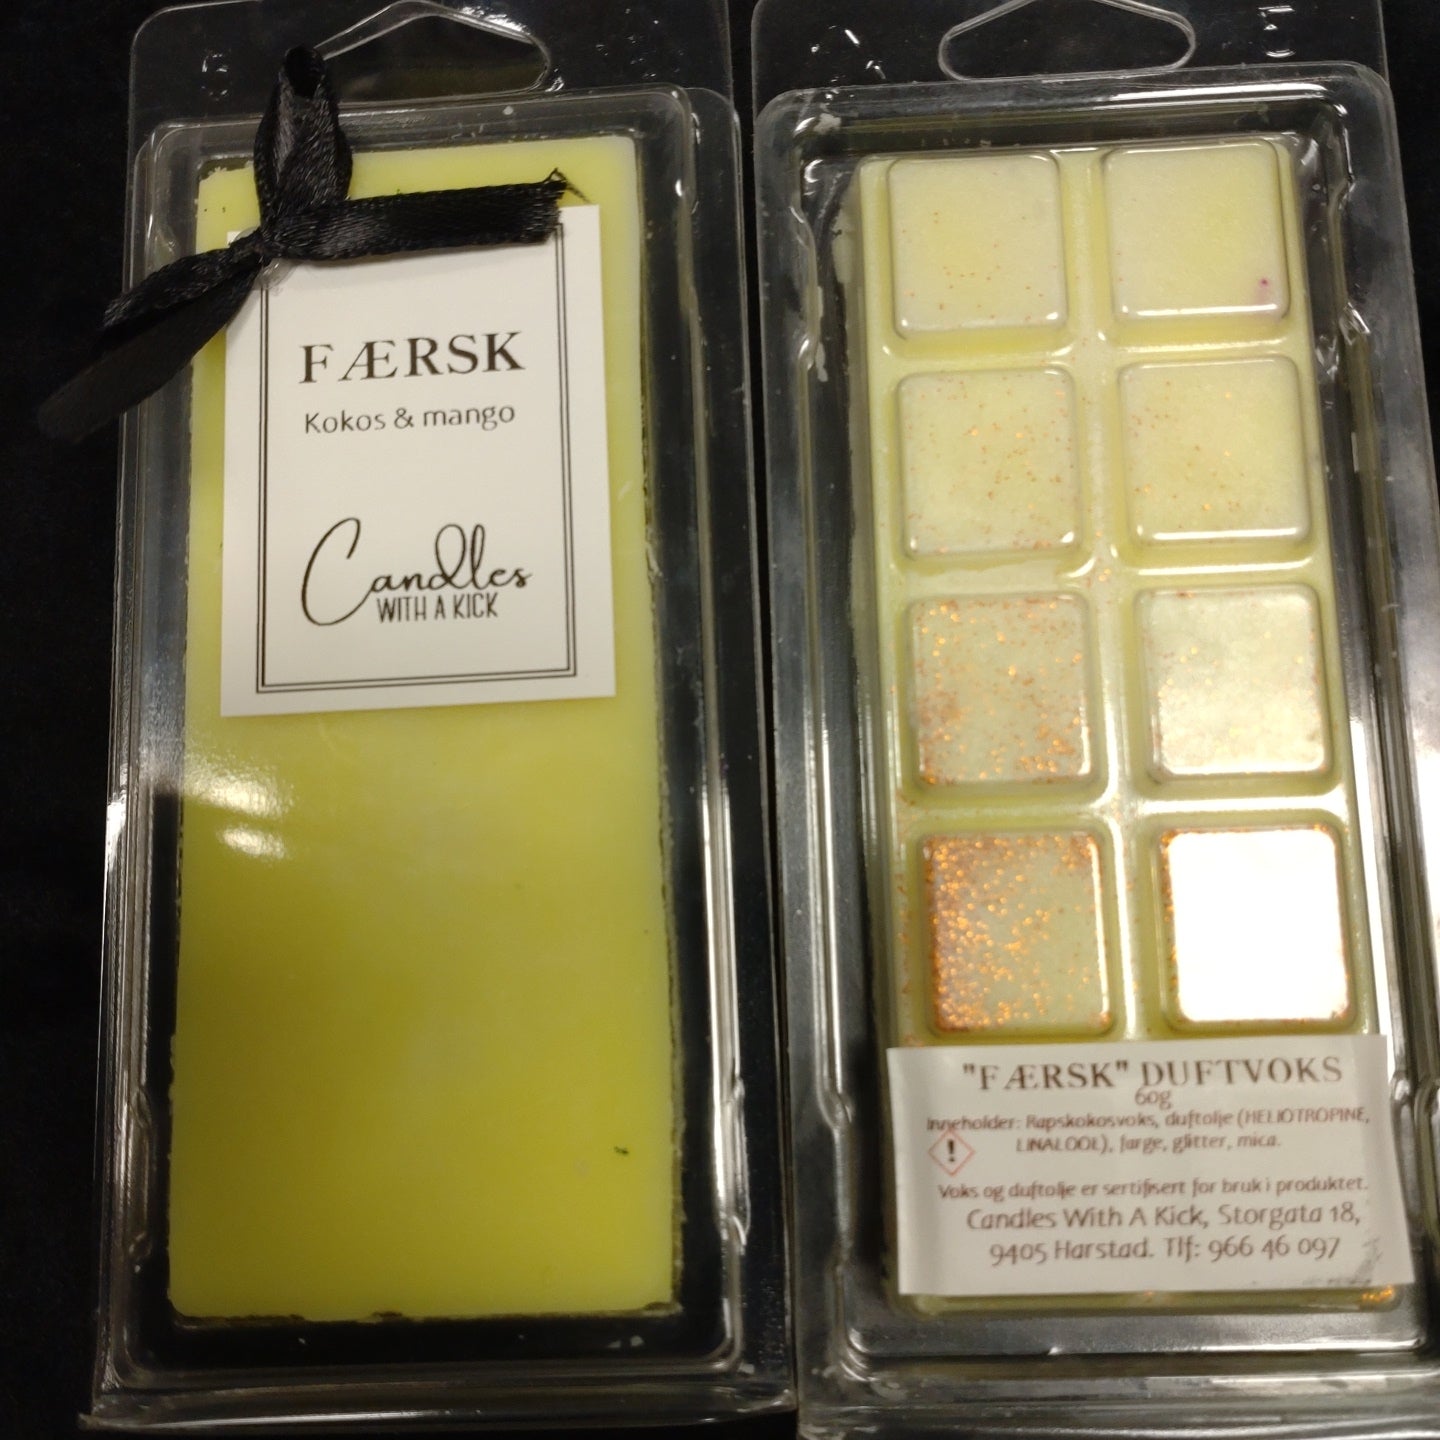 FÆRSK
Kokos & mango
Candles
WITH A KICK
"FÆRSK" DUFTVOKS
60g
Inneholder: Rapskokosvoks, duftolje (HELIOTROPINE,
LINALOOL), farge, glitter, mica.
!
Voks og duftolje er sertifisert for bruk i produktet.
Candles With A Kick, Storgata 18,
9405 Harstad. Tlf: 966 46 097